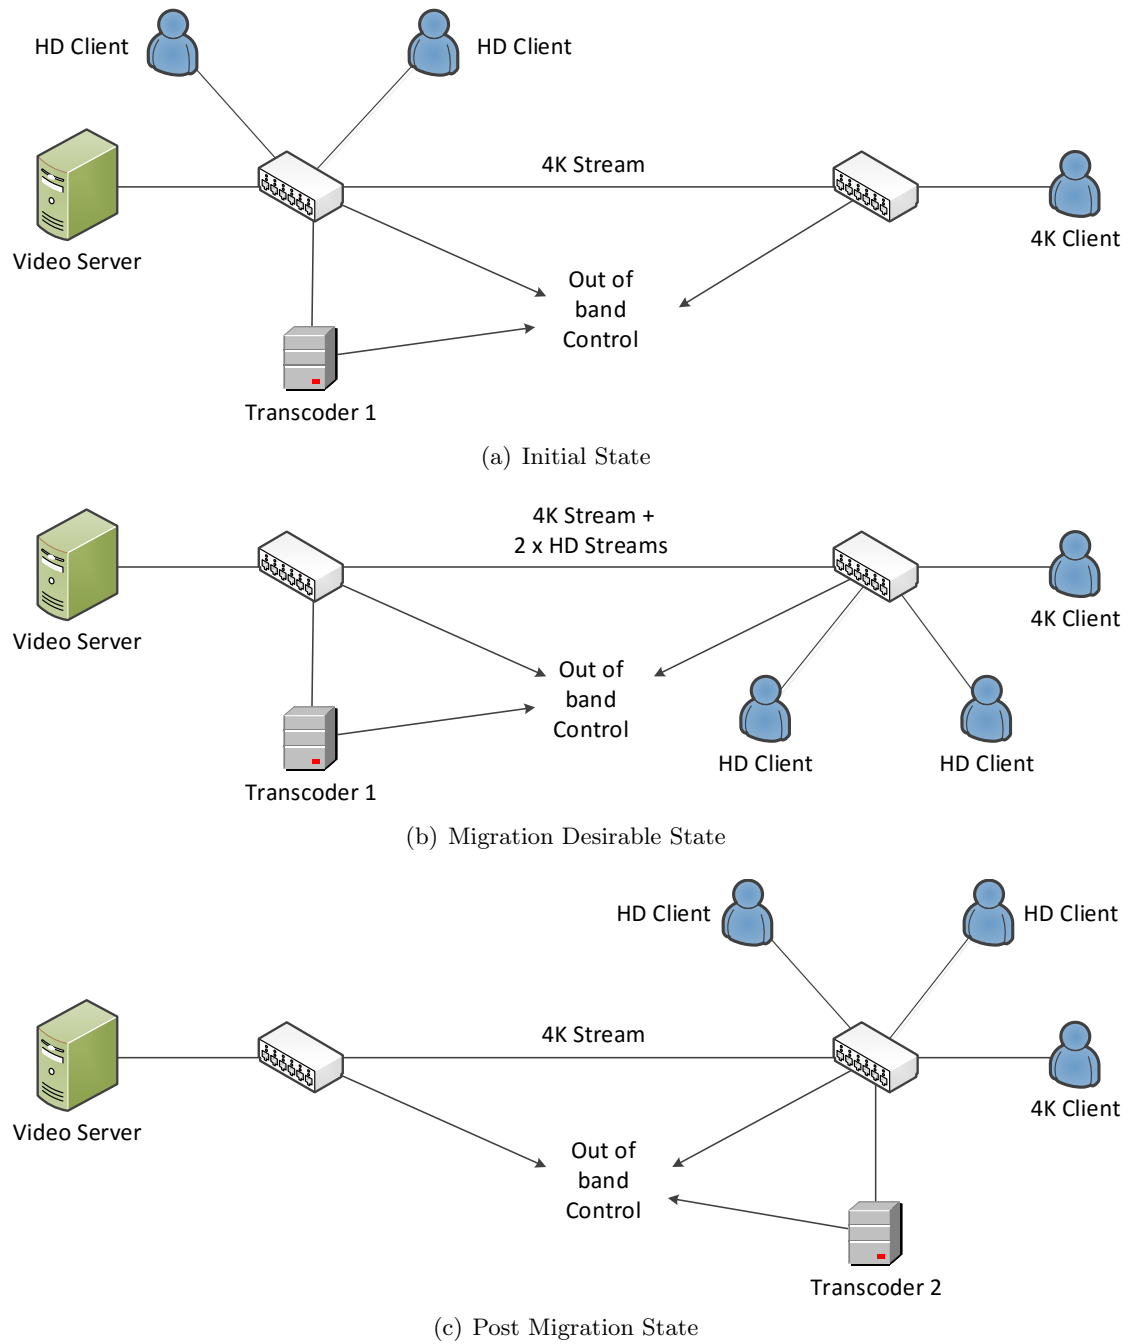 HD Client
HD Client
4K Stream
Video Server
4K Client
Out of
band
Control
Transcoder 1
(a) Initial State
4K Stream +
2 x HD Streams
Video Server
4K Client
Out of
band
Control
HD Client
HD Client
Transcoder 1
(b) Migration Desirable State
HD Client
HD Client
4K Stream
Video Server
4K Client
Out of
band
Control
Transcoder 2
(c) Post Migration State